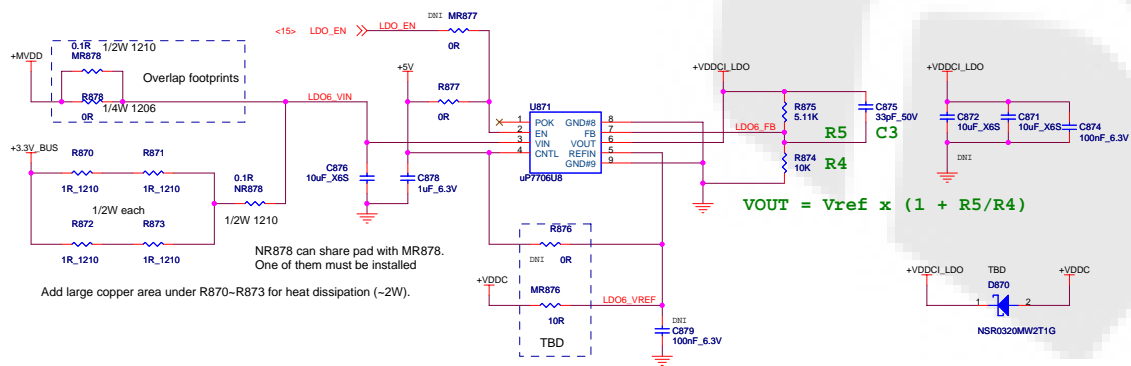 DNI MR877
<15> LDO_EN LDO_EN
0R
0.1R 1/2W 1210
+MVDD MR878
Overlap footprints
R878 1/4W 1206
0R
+5V
R877
0R
LDO6_VIN
+3.3V_BUS
R870 R871
1R_1210 1R_1210
1/2W each
R872 R873
1R_1210 1R_1210
0.1R
NR878
1/2W 1210
C876
10uF_X6S
C878
1uF_6.3V
U871
1 POK GND#8 8
2 EN FB 7
3 VIN VOUT 6
4 CNTL REFIN 5
GND#9 9
uP7706U8
+VDDCI_LDO
R875
5.11K
C875
33pF_50V
LDO6_FB
R5 C3
R874
10K
R4
VOUT = Vref x (1 + R5/R4)
+VDDCI_LDO
C872
10uF_X6S
C871
10uF_X6S
C874
100nF_6.3V
DNI
NR878 can share pad with MR878.
One of them must be installed
Add large copper area under R870~R873 for heat dissipation (~2W).
R876
DNI 0R
+VDDC
MR876
LDO6_VREF
10R
TBD
DNI
C879
100nF_6.3V
+VDDCI_LDO TBD +VDDC
D870
1 2
NSR0320MW2T1G